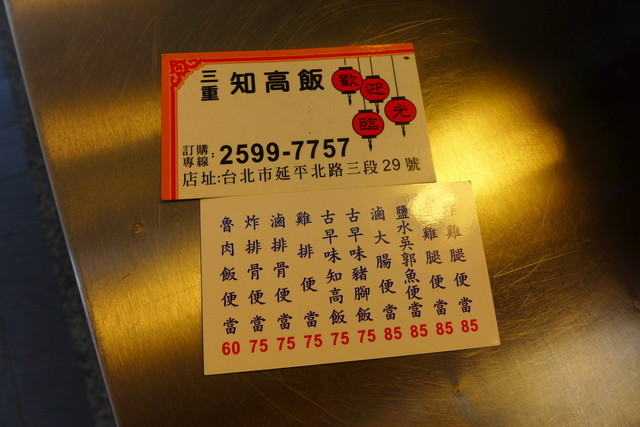 三重
知高飯
歡迎光臨
訂購專線:2599-7757
店址:台北市延平北路三段29號
魯肉飯便當 60
炸排骨便當 75
滷排骨便當 75
雞排便當 75
古早味知高飯 75
古早味豬腳飯 75
滷大腸便當 85
鹽水吳郭魚便當 85
雞腿便當 85
炸雞腿便當 85